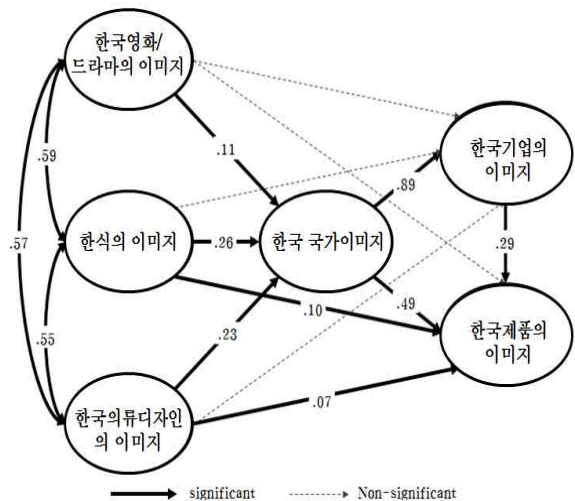 한국영화/
드라마의 이미지
.59
.11
한국기업의
이미지
.89
.57
한식의 이미지
.26
한국 국가이미지
.29
.10
.49
.55
.23
한국제품의
이미지
한국의류디자인
의 이미지
.07
significant
Non-significant